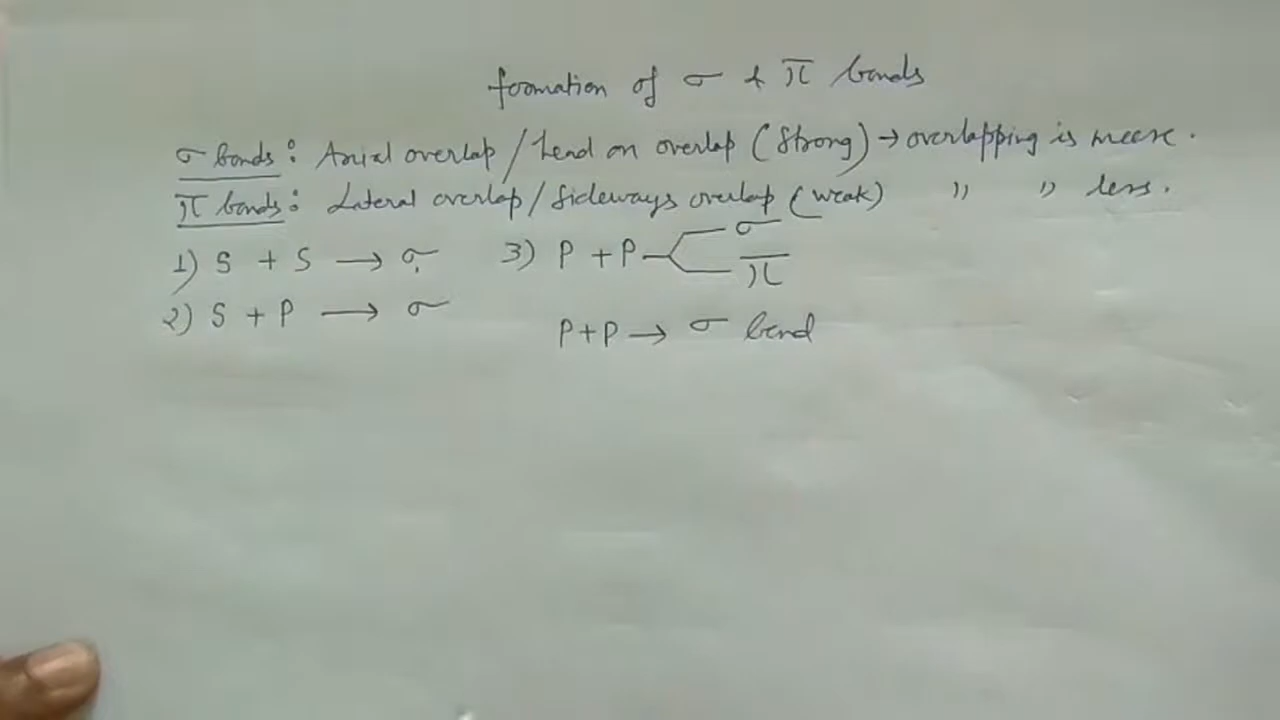 formation of σ & π bonds
σ bonds: Axial overlap / head on overlap (Strong) → overlapping is more.
π bonds: Lateral overlap / Sideways overlap (weak) " " less.
1) S + S → σ 3) P + P σ π
2) S + P → σ
P+P → σ bond